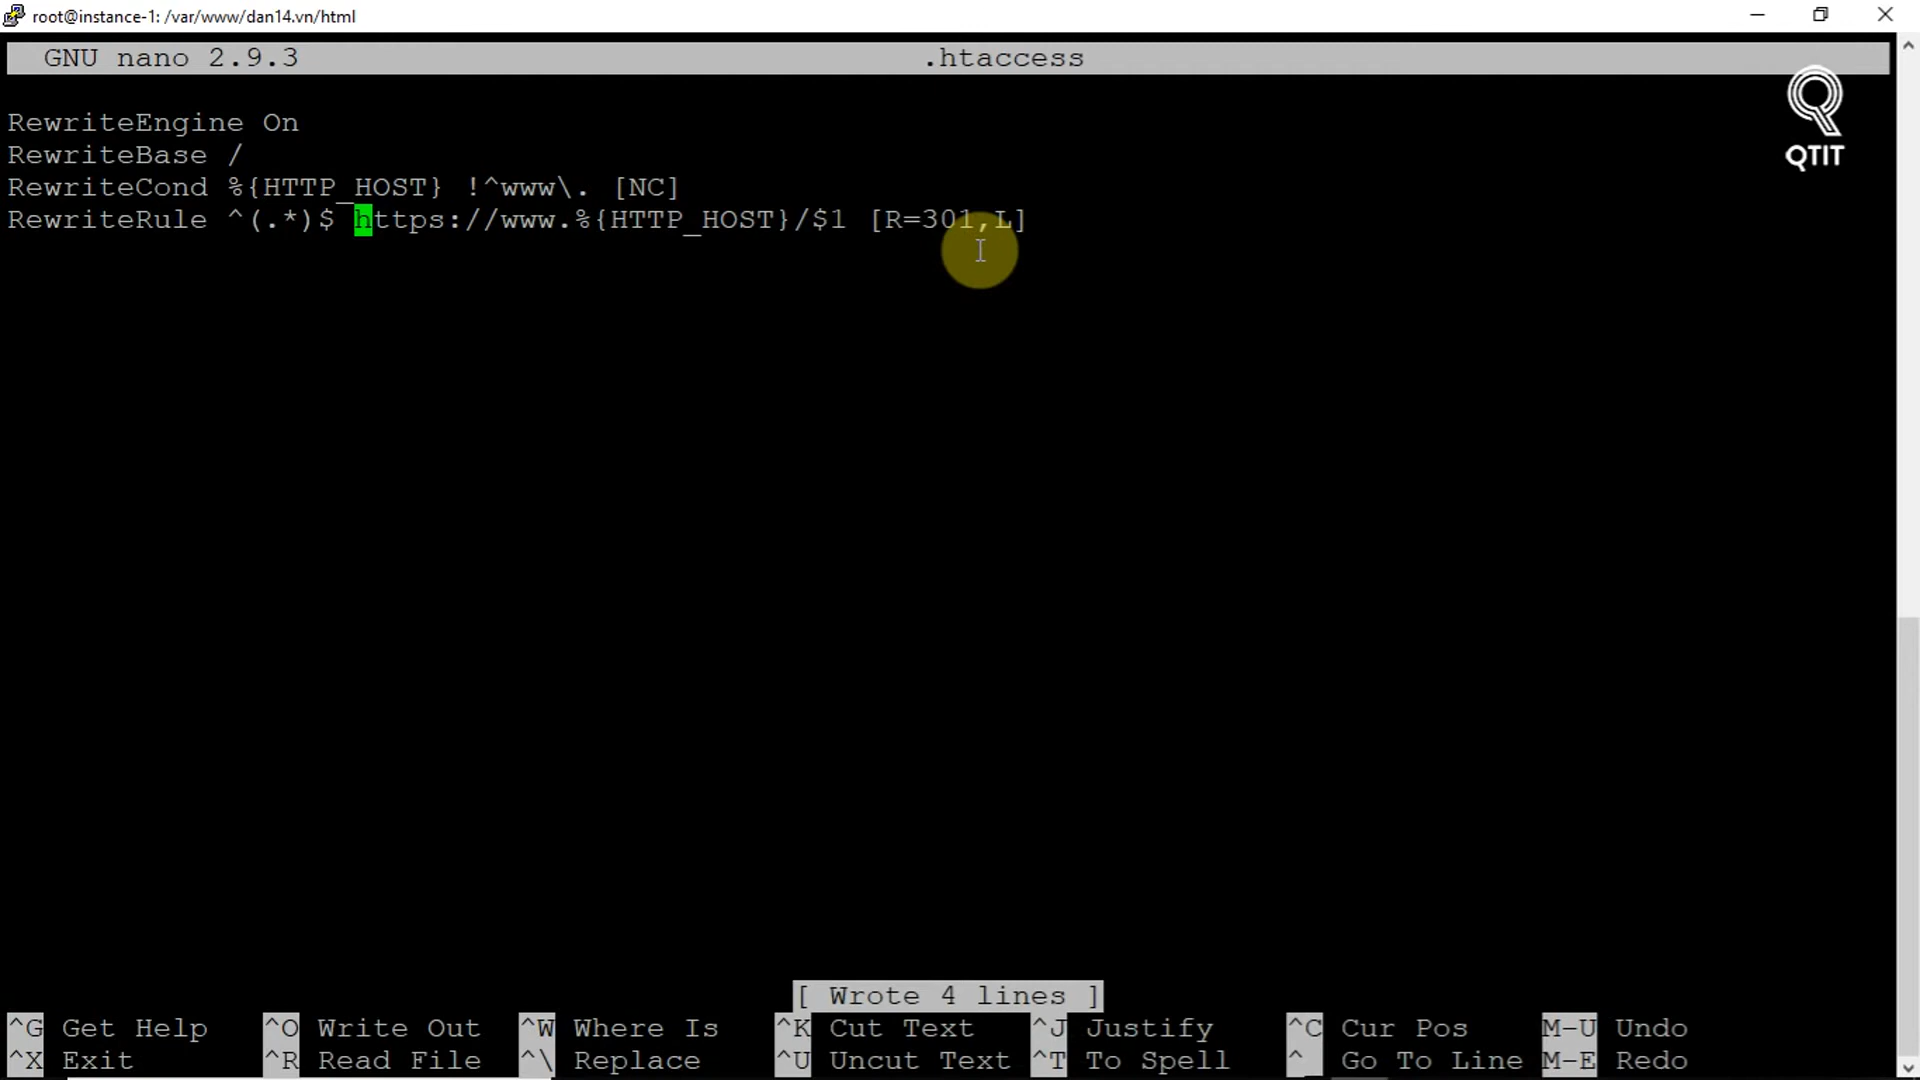 root@instance-1: /var/www/dan14.vn/html
GNU nano 2.9.3 .htaccess
QTIT
RewriteEngine On
RewriteBase /
RewriteCond %{HTTP_HOST} !^www\. [NC]
RewriteRule ^(.*)$ https://www.%{HTTP_HOST}/$1 [R=301,L]
[ Wrote 4 lines ]
^G Get Help ^O Write Out ^W Where Is ^K Cut Text ^J Justify ^C Cur Pos M-U Undo
^X Exit ^R Read File ^\ Replace ^U Uncut Text ^T To Spell ^_ Go To Line M-E Redo